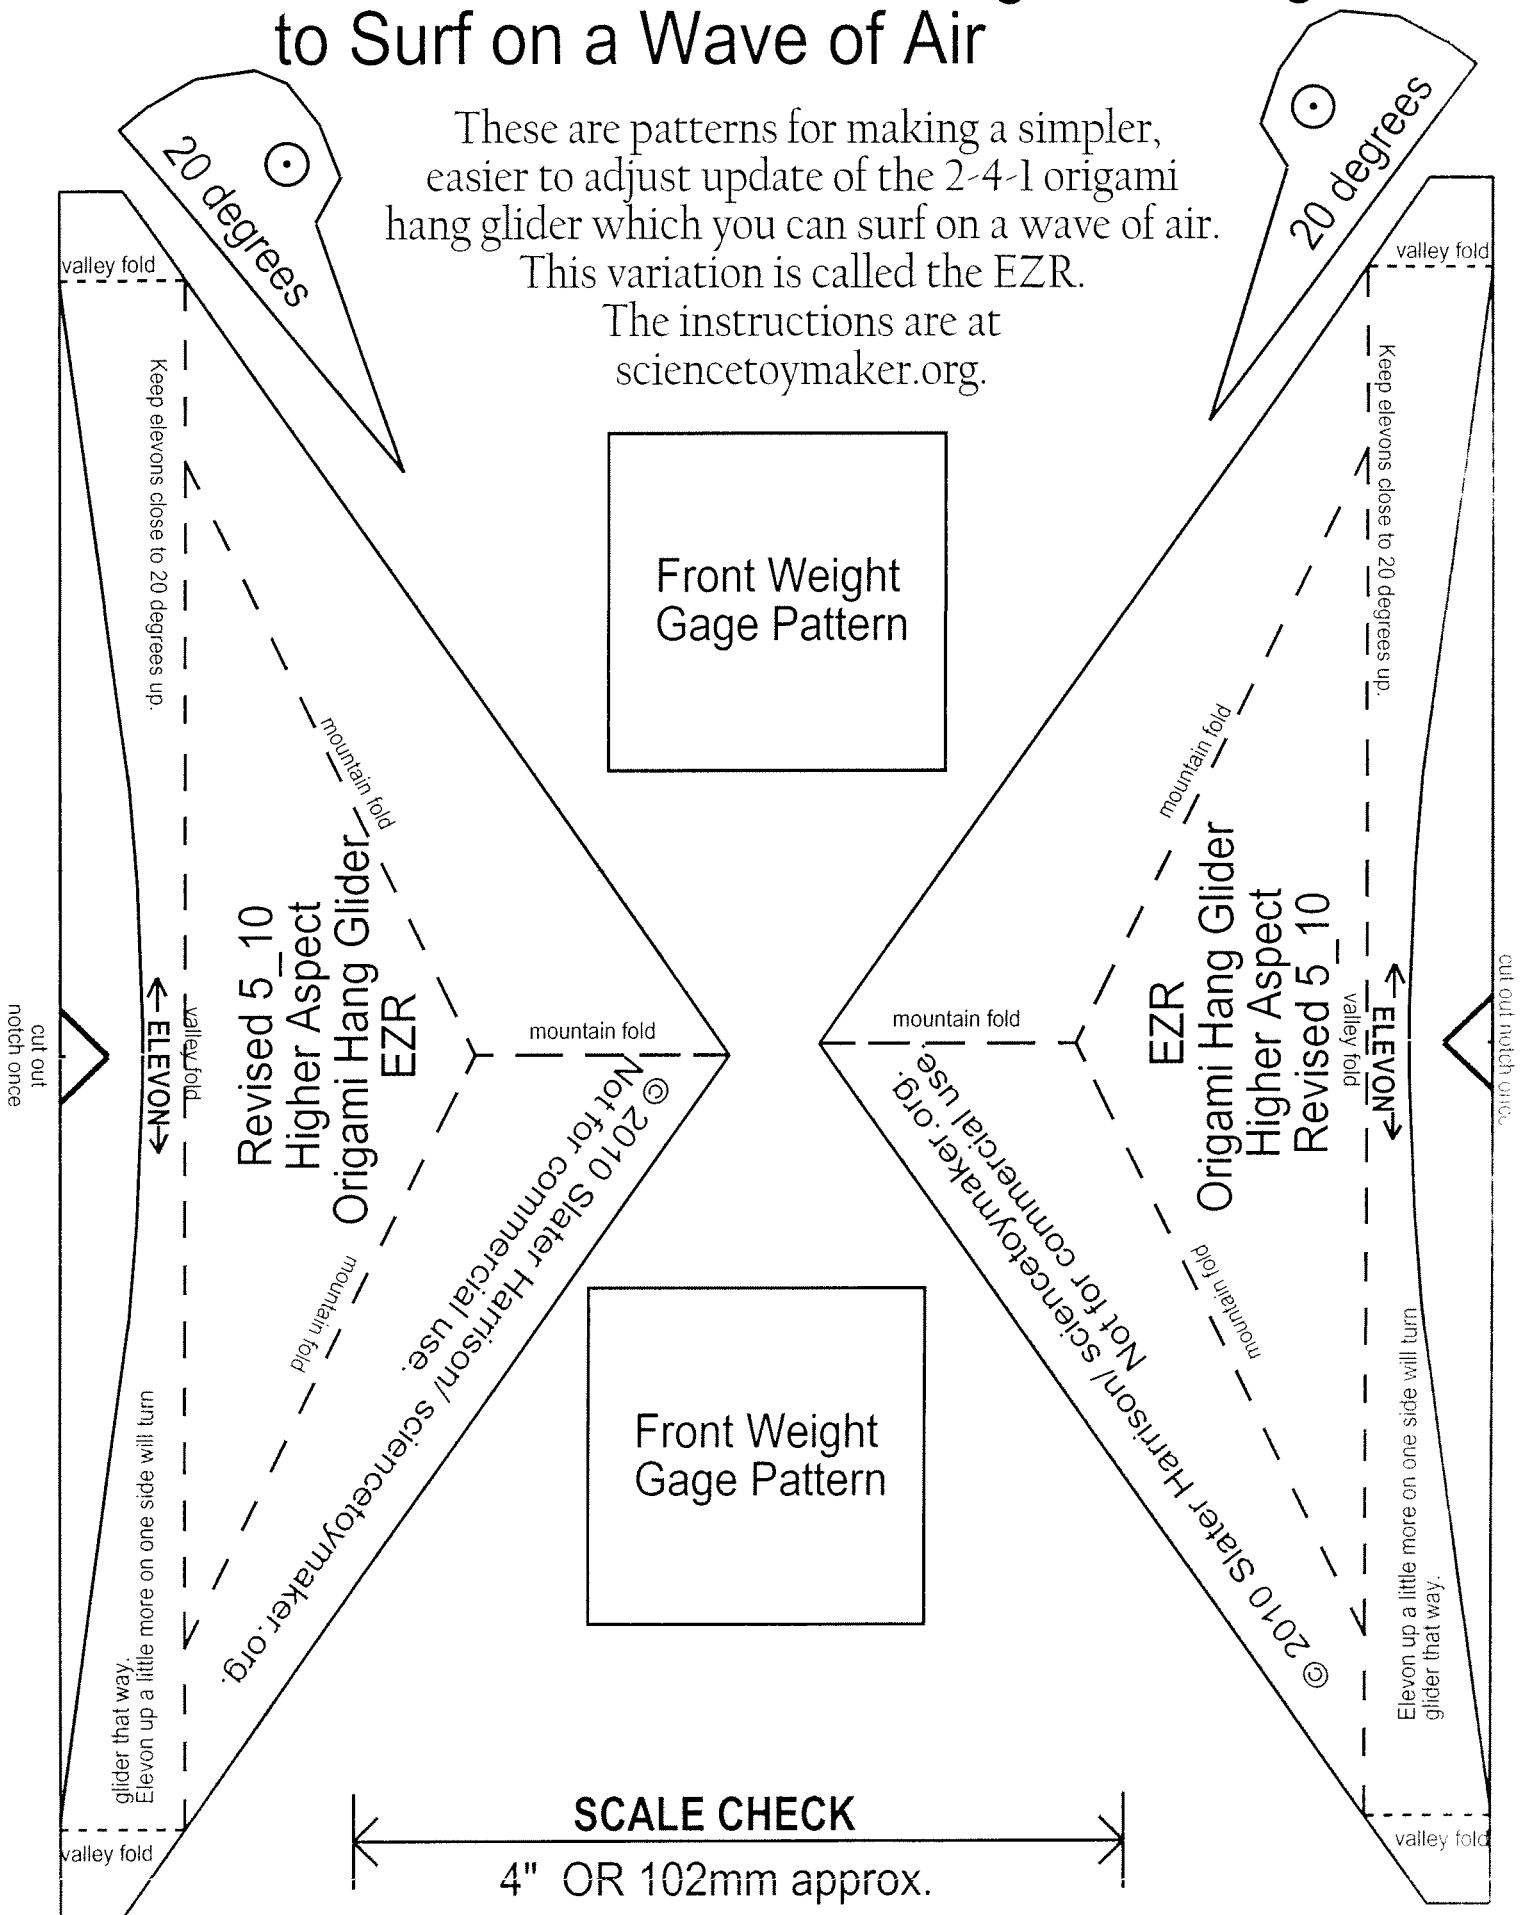 to Surf on a Wave of Air
20 degrees
20 degrees
These are patterns for making a simpler,
easier to adjust update of the 2-4-1 origami
hang glider which you can surf on a wave of air.
This variation is called the EZR.
The instructions are at
sciencetoymaker.org.
valley fold
Keep elevons close to 20 degrees up.
mountain fold
Revised 5_10
Higher Aspect
Origami Hang Glider
EZR
mountain fold
cut out
notch once
← ELEVON →
valley fold
© 2010 Slater Harrison/ sciencetoymaker.org.
Not for commercial use.
mountain fold
glider that way.
Elevon up a little more on one side will turn
valley fold
Front Weight
Gage Pattern
Front Weight
Gage Pattern
SCALE CHECK
4" OR 102mm approx.
valley fold
Keep elevons close to 20 degrees up.
mountain fold
EZR
Origami Hang Glider
Higher Aspect
Revised 5_10
mountain fold
valley fold
← ELEVON →
cut out notch once
© 2010 Slater Harrison/ sciencetoymaker.org.
Not for commercial use.
mountain fold
Elevon up a little more on one side will turn
glider that way.
valley fold